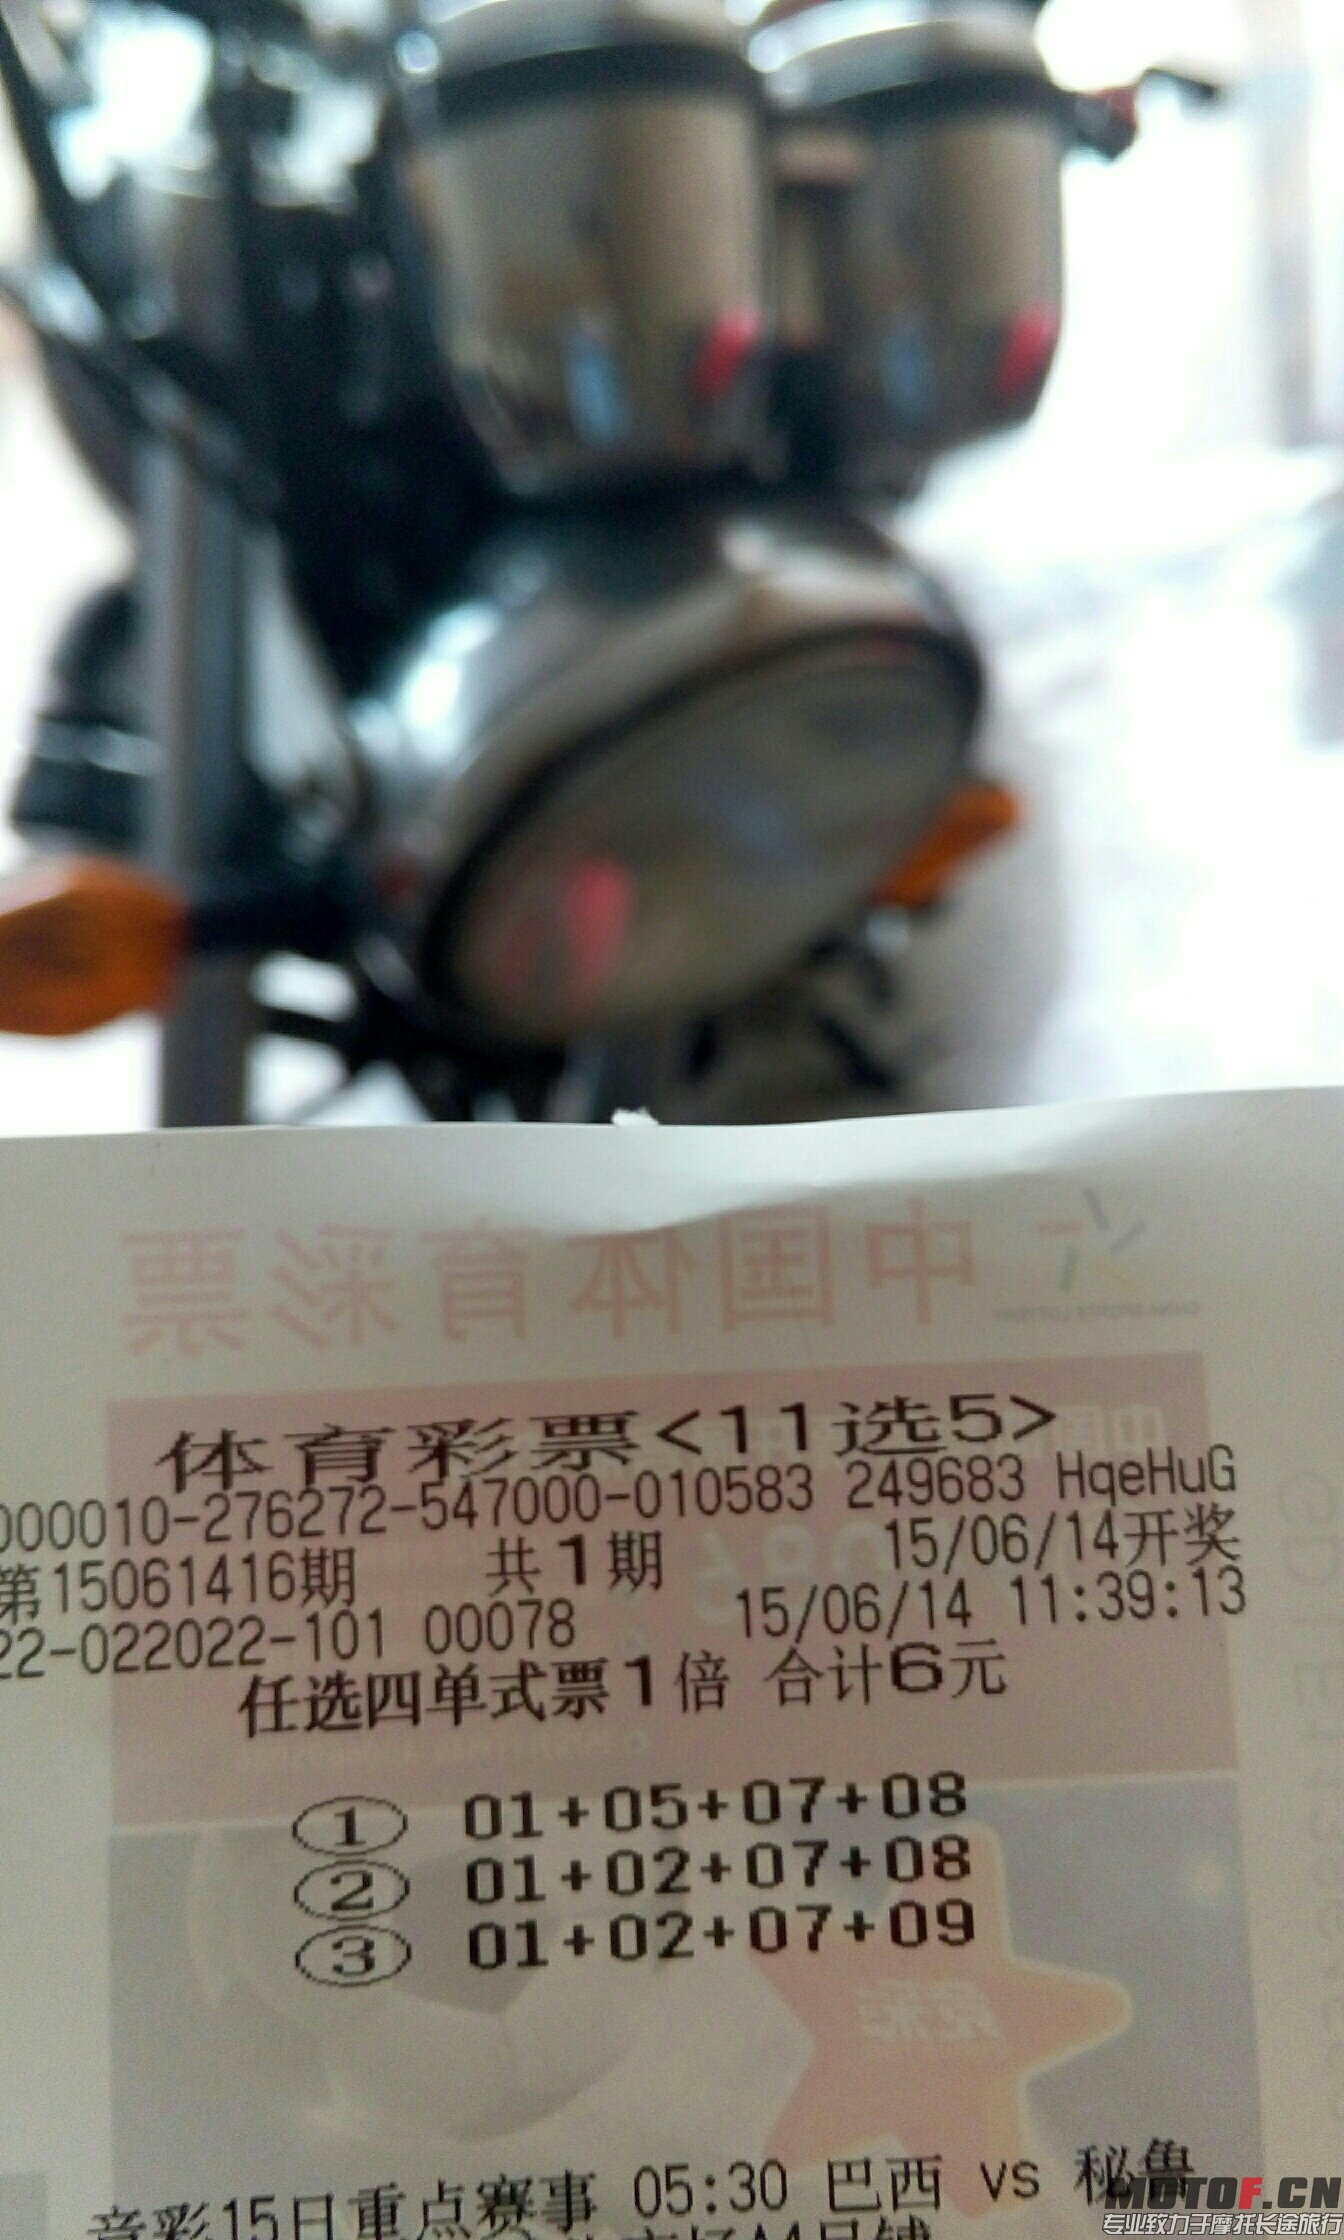 中国体育彩票
体育彩票<11选5>
000010-276272-547000-010583 249683 HqeHuG
第15061416期 共1期 15/06/14开奖
22-022022-101 00078 15/06/14 11:39:13
任选四单式票1倍 合计6元
① 01+05+07+08
② 01+02+07+08
③ 01+02+07+09
竞彩
竞彩15日重点赛事 05:30 巴西 vs 秘鲁
MOTOF.CN
专业致力于摩托长途旅行